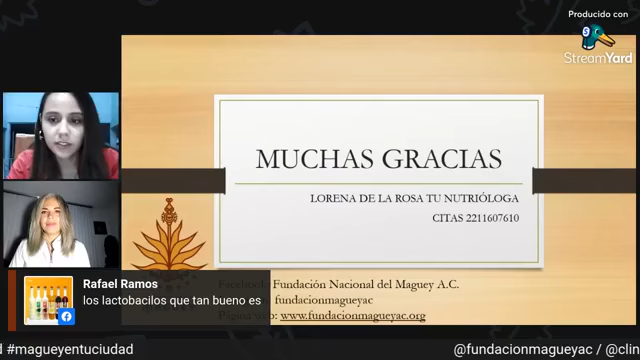 Producido con
StreamYard
MUCHAS GRACIAS
LORENA DE LA ROSA TU NUTRIÓLOGA
CITAS 2211607610
Fundación Nacional del Maguey A.C.
Rafael Ramos
los lactobacilos que tan bueno es
fundacionmagueyac
web: www.fundacionmagueyac.org
#magueyentuciudad
@fundacionmagueyac / @clin